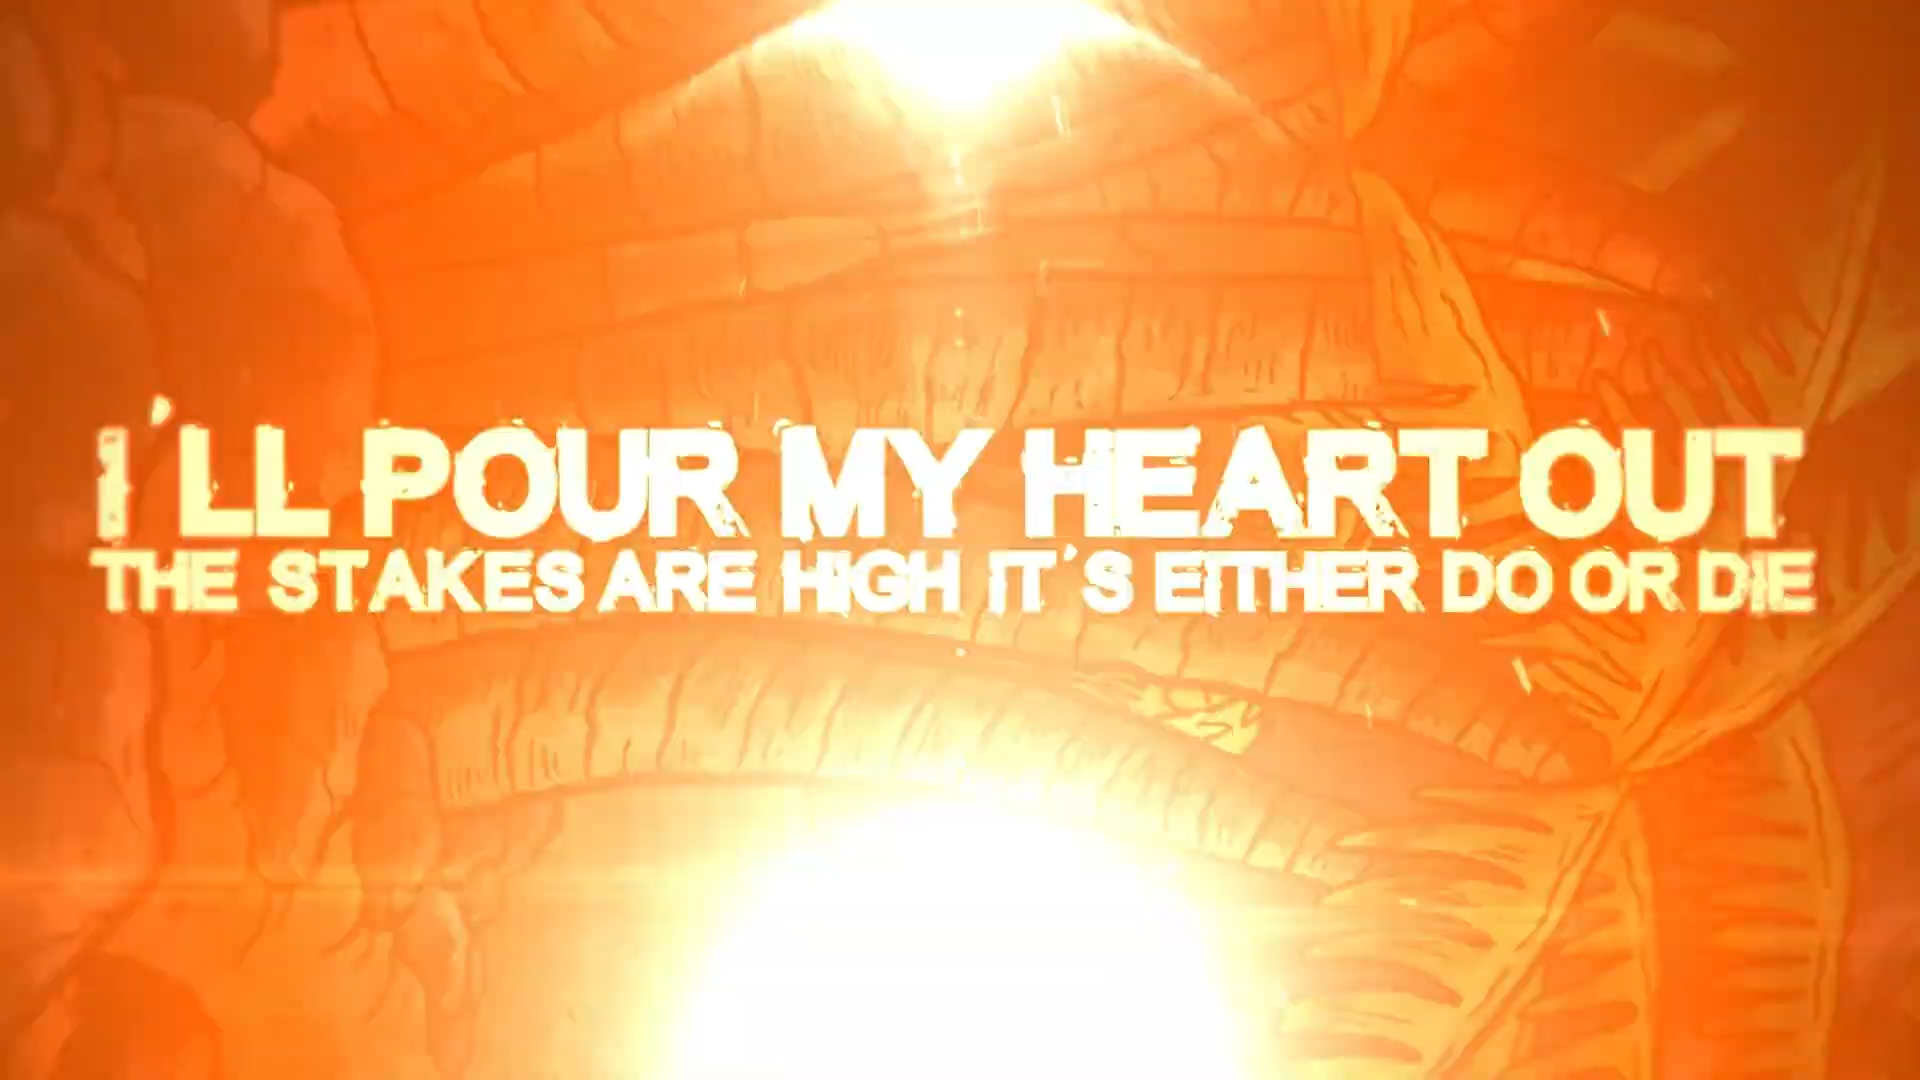 I'LL POUR MY HEART OUT
THE STAKES ARE HIGH IT'S EITHER DO OR DIE